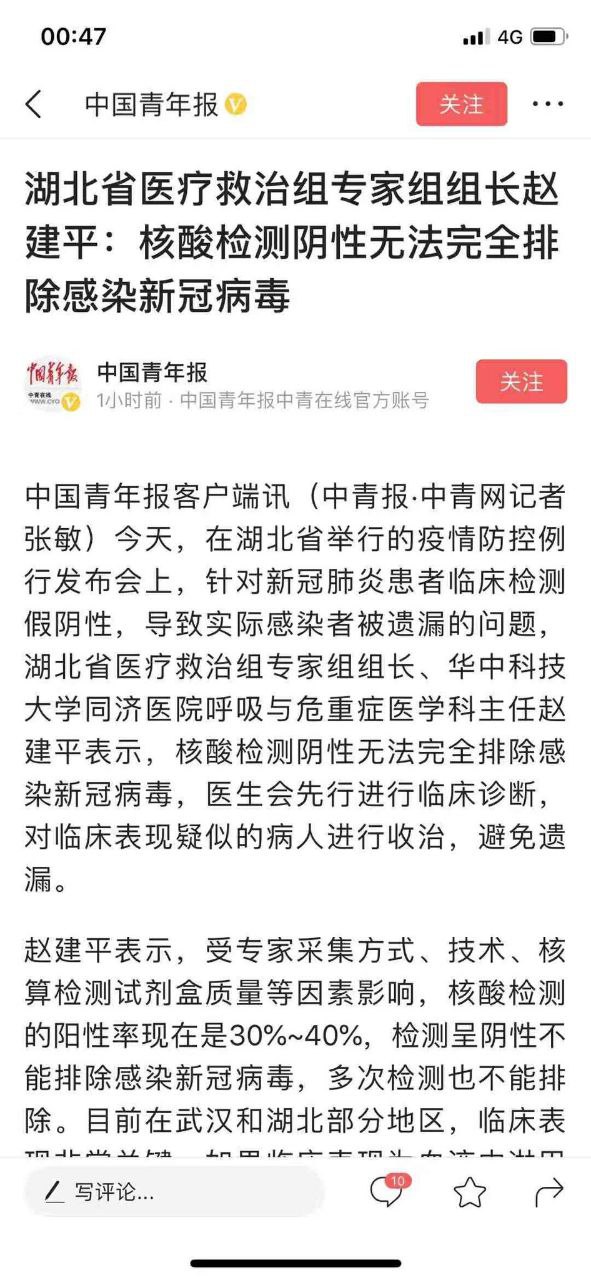 00:47
4G
中国青年报
关注
湖北省医疗救治组专家组组长赵
建平：核酸检测阴性无法完全排
除感染新冠病毒
中国青年报
中国青年报
关注
1小时前 · 中国青年报中青在线官方账号
中国青年报客户端讯（中青报·中青网记者
张敏）今天，在湖北省举行的疫情防控例
行发布会上，针对新冠肺炎患者临床检测
假阴性，导致实际感染者被遗漏的问题，
湖北省医疗救治组专家组组长、华中科技
大学同济医院呼吸与危重症医学科主任赵
建平表示，核酸检测阴性无法完全排除感
染新冠病毒，医生会先行进行临床诊断，
对临床表现疑似的病人进行收治，避免遗
漏。
赵建平表示，受专家采集方式、技术、核
算检测试剂盒质量等因素影响，核酸检测
的阳性率现在是30%~40%，检测呈阴性不
能排除感染新冠病毒，多次检测也不能排
除。目前在武汉和湖北部分地区，临床表
写评论...
10